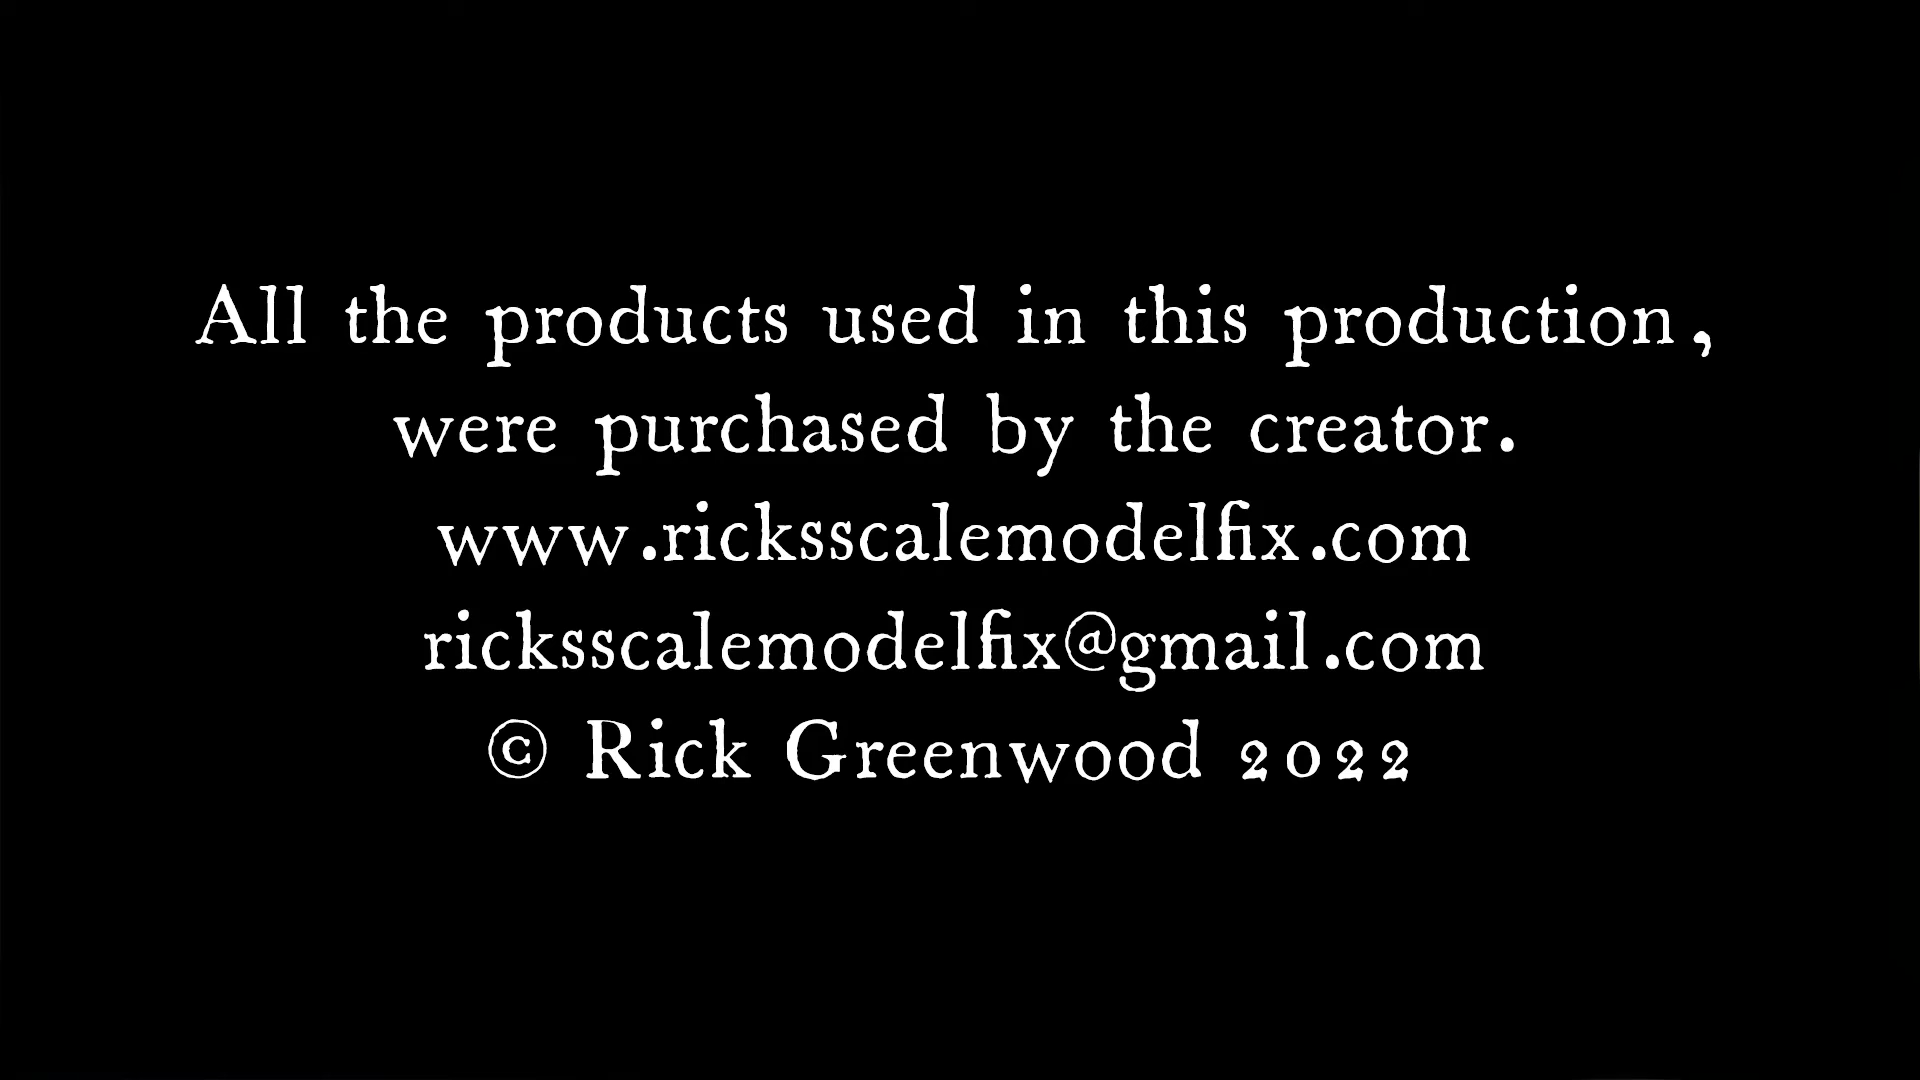 All the products used in this production,
were purchased by the creator.
www.ricksscalemodelfix.com
ricksscalemodelfix@gmail.com
© Rick Greenwood 2022